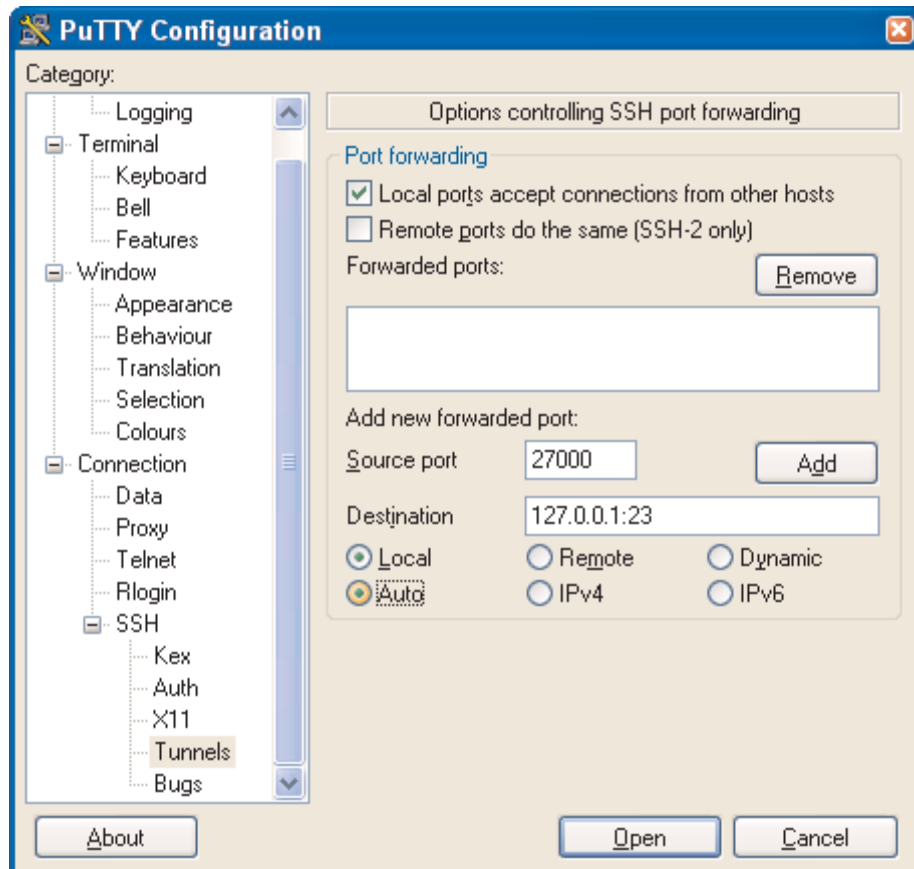 PuTTY Configuration
Category:
Logging
Terminal
Keyboard
Bell
Features
Window
Appearance
Behaviour
Translation
Selection
Colours
Connection
Data
Proxy
Telnet
Rlogin
SSH
Kex
Auth
X11
Tunnels
Bugs
Options controlling SSH port forwarding
Port forwarding
Local ports accept connections from other hosts
Remote ports do the same (SSH-2 only)
Forwarded ports:
Remove
Add new forwarded port:
Source port 27000 Add
Destination 127.0.0.1:23
Local Remote Dynamic
Auto IPv4 IPv6
About Open Cancel